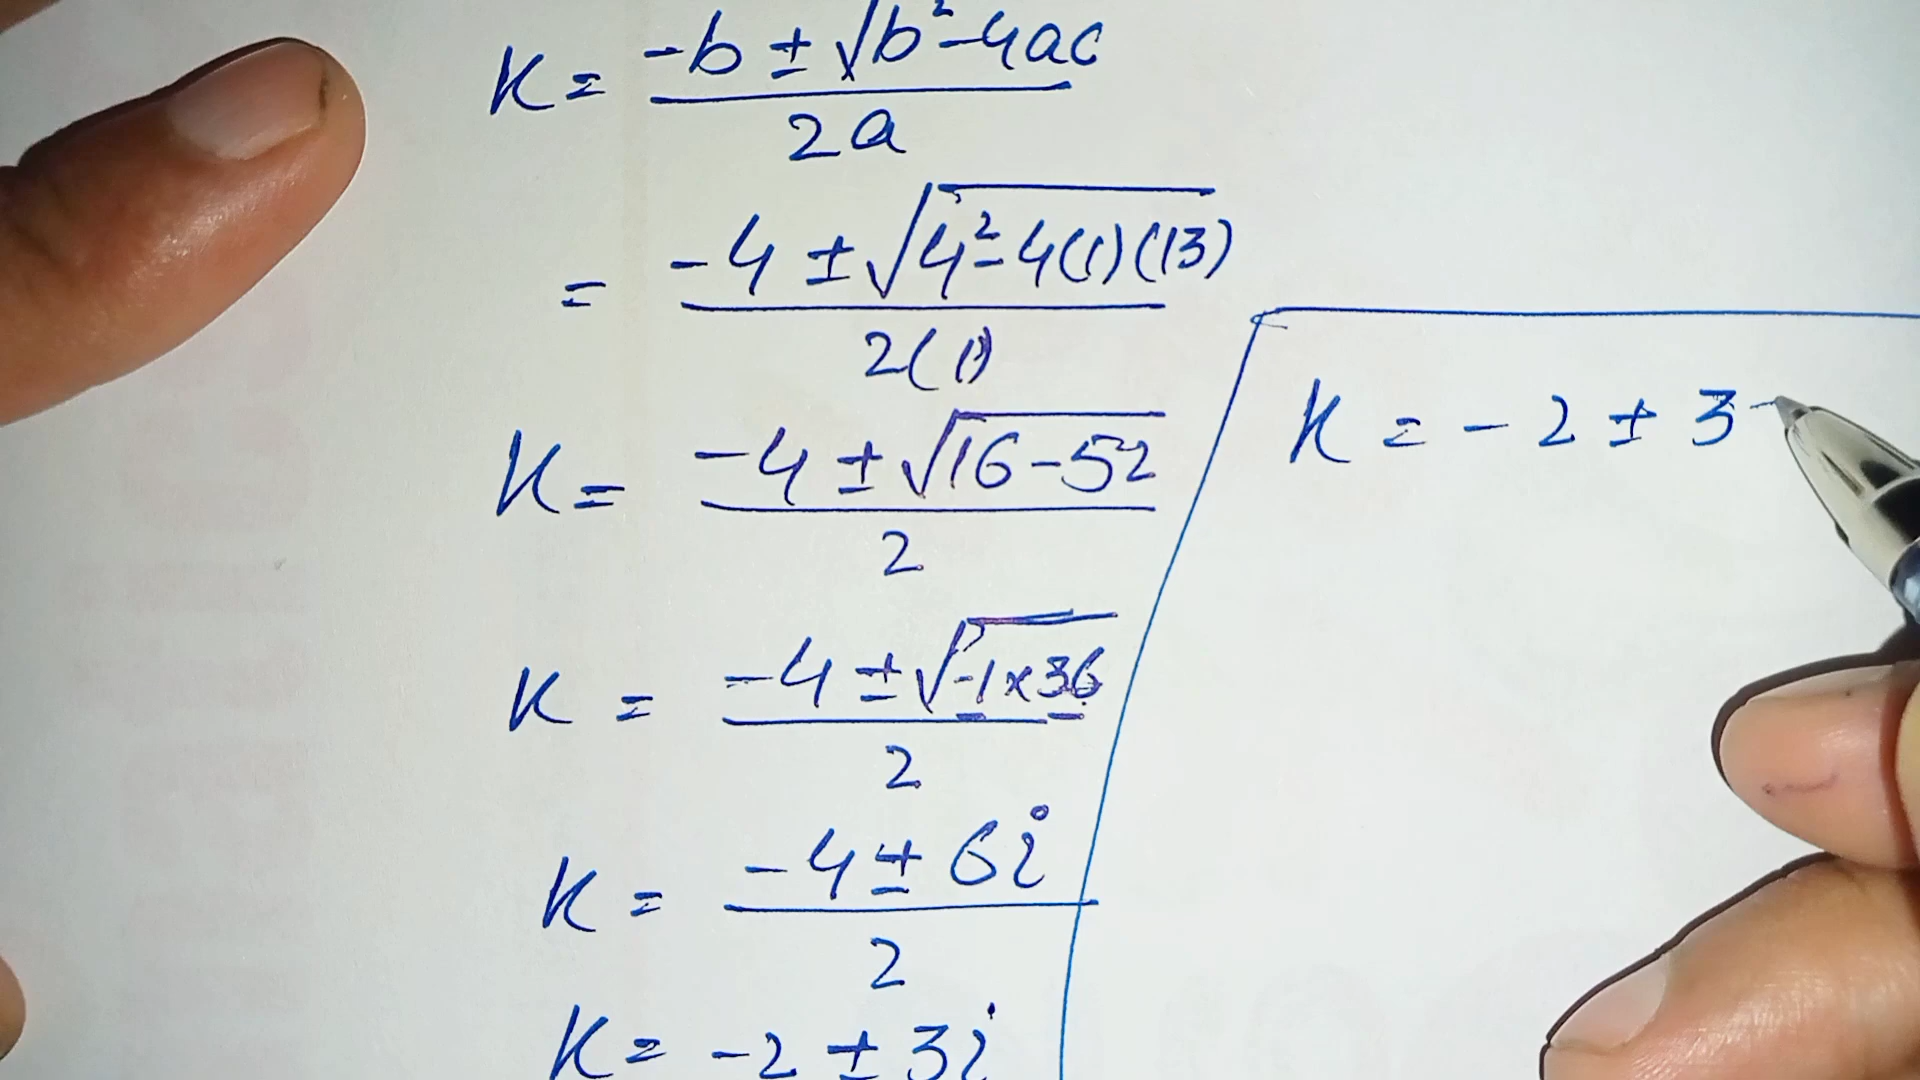 K = (-b ± √b²-4ac) / 2a
= (-4 ± √4²-4(1)(13)) / 2(1)
K = (-4 ± √16-52) / 2
K = (-4 ± √-1×36) / 2
K = (-4 ± 6i) / 2
K = -2 ± 3i
K = -2 ± 3